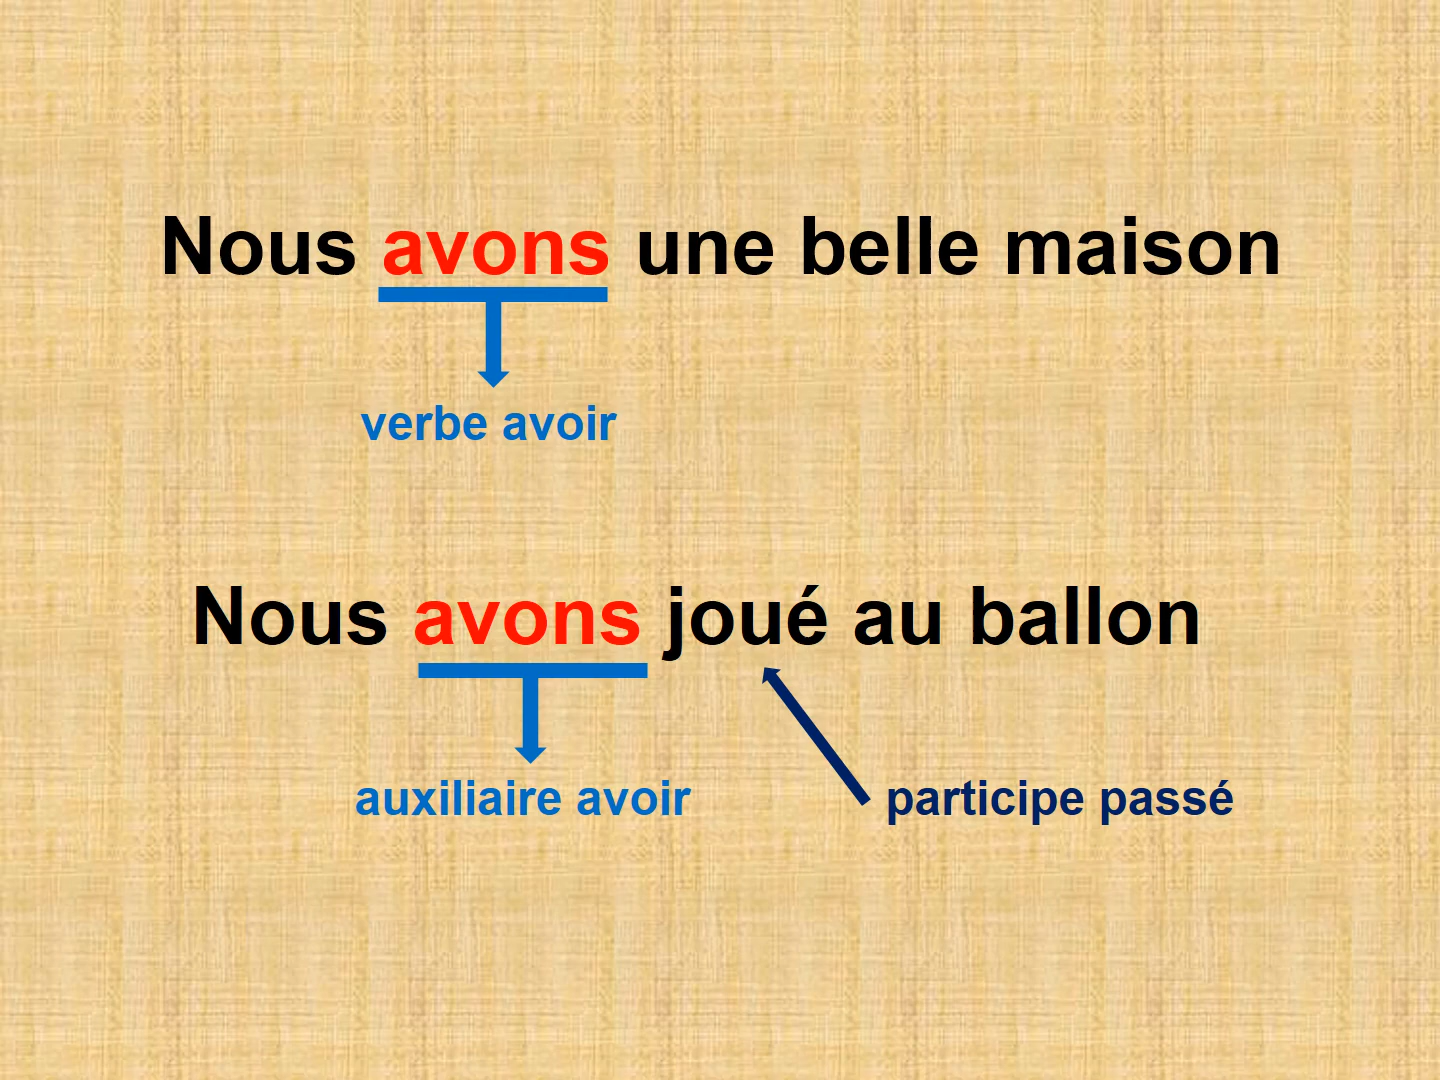 Nous avons une belle maison
verbe avoir
Nous avons joué au ballon
auxiliaire avoir
participe passé